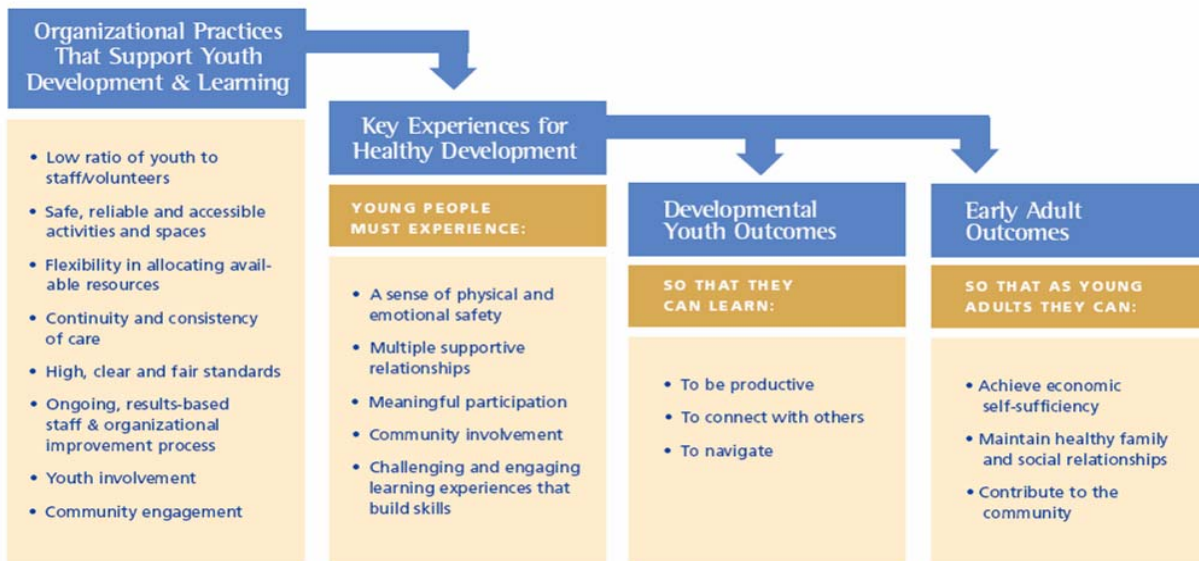 Organizational Practices
That Support Youth
Development & Learning
• Low ratio of youth to
staff/volunteers
• Safe, reliable and accessible
activities and spaces
• Flexibility in allocating avail-
able resources
• Continuity and consistency
of care
• High, clear and fair standards
• Ongoing, results-based
staff & organizational
improvement process
• Youth involvement
• Community engagement
Key Experiences for
Healthy Development
YOUNG PEOPLE
MUST EXPERIENCE:
• A sense of physical and
emotional safety
• Multiple supportive
relationships
• Meaningful participation
• Community involvement
• Challenging and engaging
learning experiences that
build skills
Developmental
Youth Outcomes
SO THAT THEY
CAN LEARN:
• To be productive
• To connect with others
• To navigate
Early Adult
Outcomes
SO THAT AS YOUNG
ADULTS THEY CAN:
• Achieve economic
self-sufficiency
• Maintain healthy family
and social relationships
• Contribute to the
community